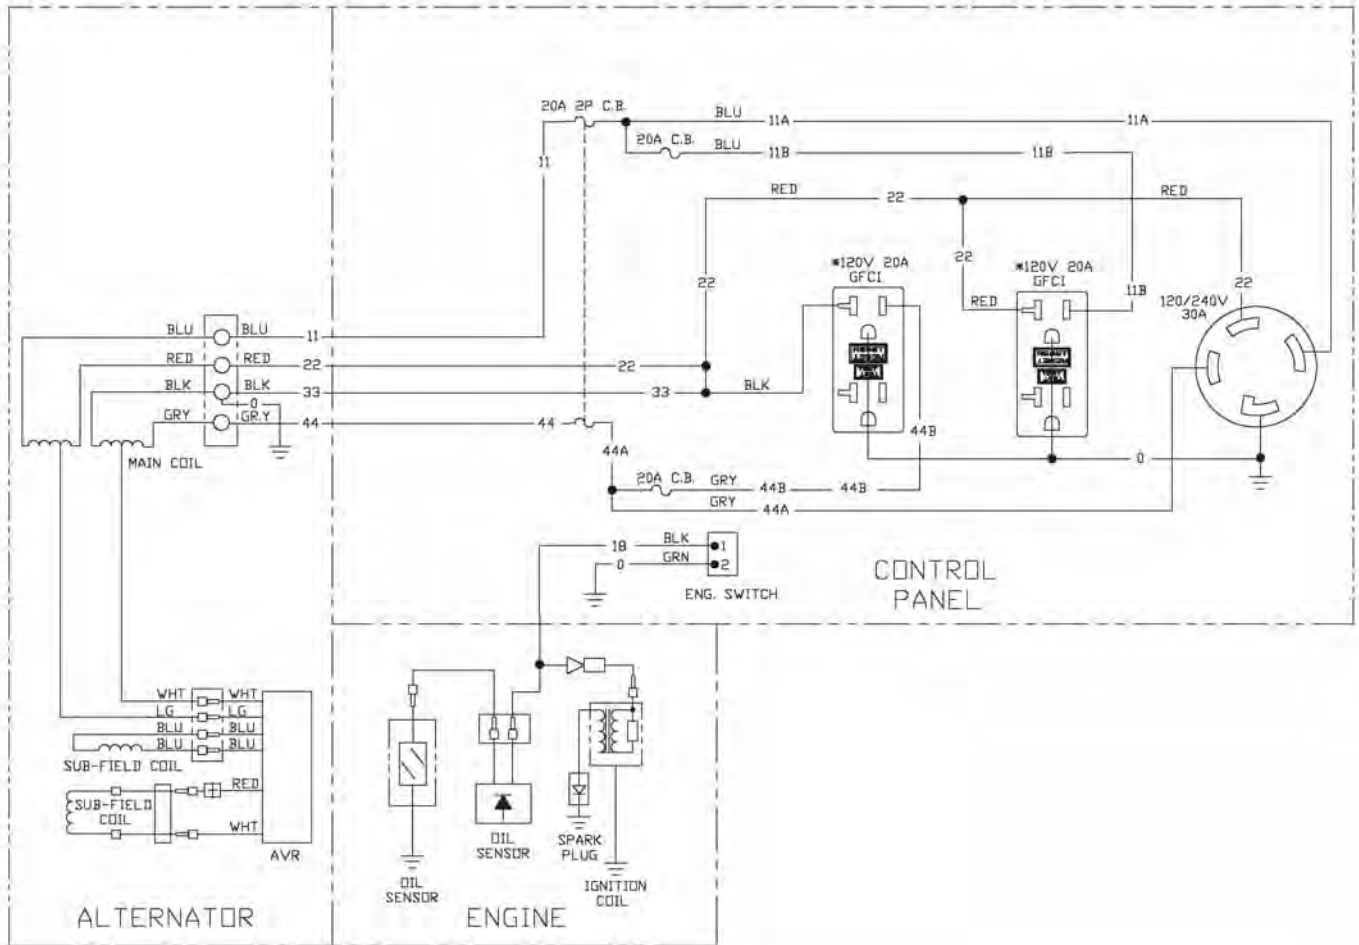 20A 2P C.B.
BLU
11A
11A
20A C.B.
BLU
11B
11B
11
RED
22
RED
22
22
22
*120V 20A
GFCI
*120V 20A
GFCI
RED
11B
120/240V
30A
BLU
BLU
11
RED
RED
22
22
BLK
BLK
33
33
BLK
0
GRY
GRY
44
44
44A
44B
MAIN COIL
0
20A C.B.
GRY
44B
44B
GRY
44A
18
BLK
1
0
GRN
2
ENG. SWITCH
CONTROL
PANEL
WHT
WHT
LG
LG
BLU
BLU
BLU
BLU
SUB-FIELD COIL
RED
SUB-FIELD
COIL
WHT
AVR
OIL
SENSOR
OIL
SENSOR
SPARK
PLUG
IGNITION
COIL
ALTERNATOR
ENGINE